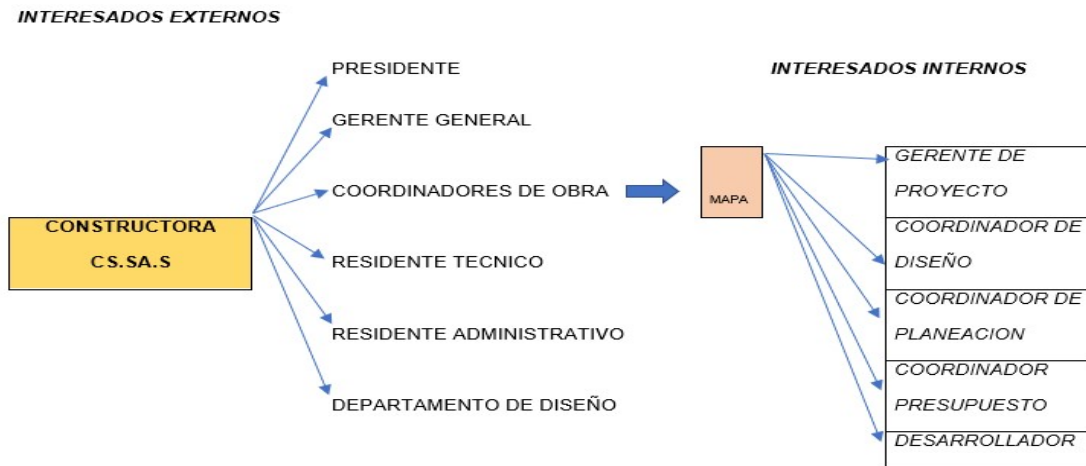 INTERESADOS EXTERNOS
CONSTRUCTORA
CS.SA.S
PRESIDENTE
GERENTE GENERAL
COORDINADORES DE OBRA
RESIDENTE TECNICO
RESIDENTE ADMINISTRATIVO
DEPARTAMENTO DE DISEÑO
INTERESADOS INTERNOS
MAPA
GERENTE DE
PROYECTO
COORDINADOR DE
DISEÑO
COORDINADOR DE
PLANEACION
COORDINADOR
PRESUPUESTO
DESARROLLADOR